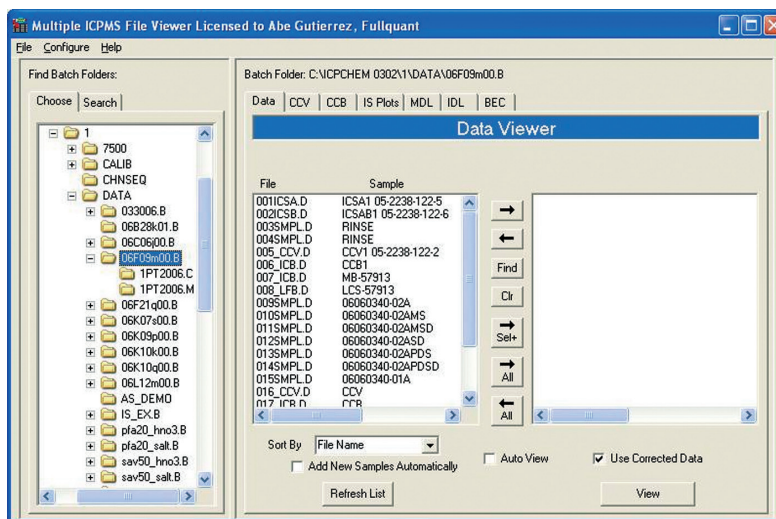 Multiple ICPMS File Viewer Licensed to Abe Gutierrez, Fullquant
File Configure Help
Find Batch Folders:
Choose Search
1
7500
CALIB
CHNSEQ
DATA
033006.B
06B28k01.B
06C06j00.B
06F09m00.B
1PT2006.C
1PT2006.M
06F21q00.B
06K07s00.B
06K09p00.B
06K10k00.B
06K10q00.B
06L12m00.B
AS_DEMO
IS_EX.B
pfa20_hno3.B
pfa20_salt.B
sav50_hno3.B
sav50_salt.B
Batch Folder: C:\ICPCHEM 0302\1\DATA\06F09m00.B
Data CCV CCB IS Plots MDL IDL BEC
Data Viewer
File Sample
001ICSA.D ICSA1 05-2238-122-5
002ICSB.D ICSAB1 05-2238-122-6
003SMPL.D RINSE
004SMPL.D RINSE
005_CCV.D CCV1 05-2238-122-2
006_ICB.D CCB1
007_ICB.D MB-57913
008_LFB.D LCS-57913
009SMPL.D 06060340-02A
010SMPL.D 06060340-02AMS
011SMPL.D 06060340-02AMSD
012SMPL.D 06060340-02ASD
013SMPL.D 06060340-02APDS
014SMPL.D 06060340-02APDSD
015SMPL.D 06060340-01A
016_CCV.D CCV
017_ICB.D CCB
Find
Clr
Sel+
All
All
Sort By File Name
Add New Samples Automatically
Auto View
Use Corrected Data
Refresh List
View